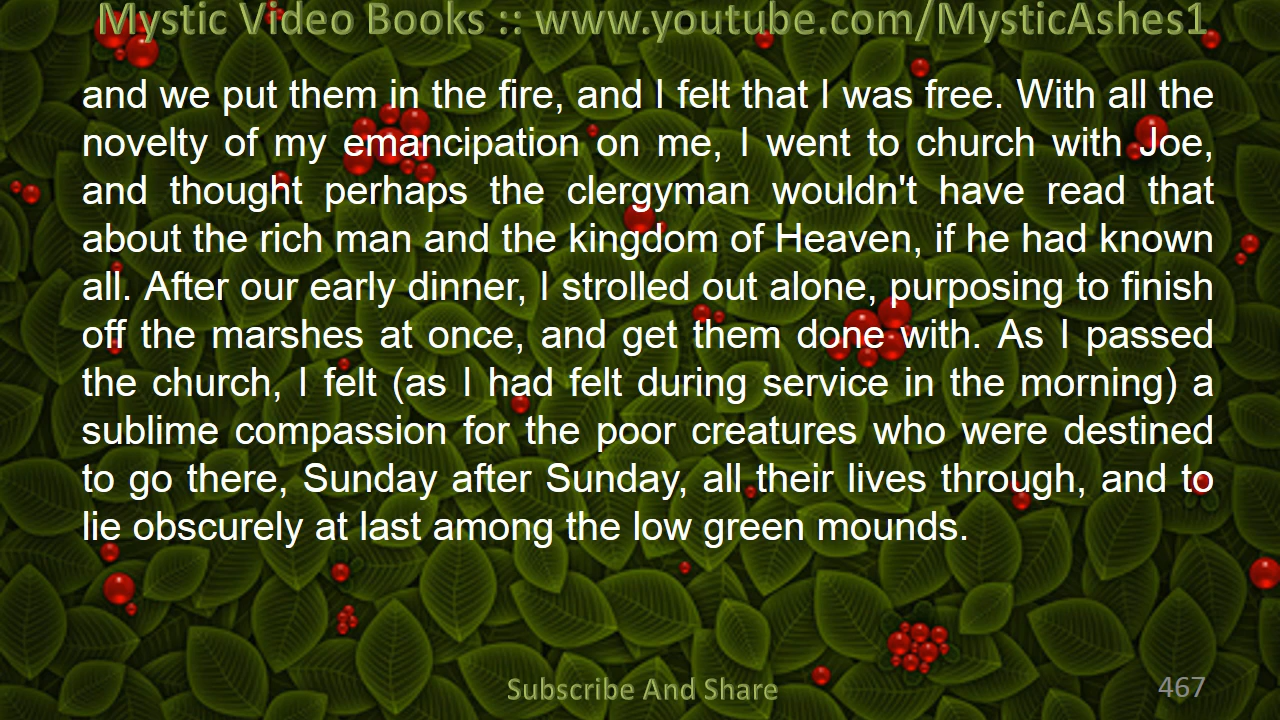 Mystic Video Books :: www.youtube.com/MysticAshes1
and we put them in the fire, and I felt that I was free. With all the
novelty of my emancipation on me, I went to church with Joe,
and thought perhaps the clergyman wouldn't have read that
about the rich man and the kingdom of Heaven, if he had known
all. After our early dinner, I strolled out alone, purposing to finish
off the marshes at once, and get them done with. As I passed
the church, I felt (as I had felt during service in the morning) a
sublime compassion for the poor creatures who were destined
to go there, Sunday after Sunday, all their lives through, and to
lie obscurely at last among the low green mounds.
Subscribe And Share
467